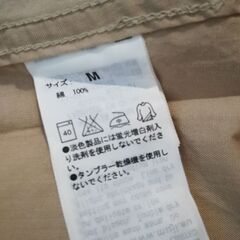 サイズ: M
綿 100%
40
●淡色製品には蛍光増白剤入
り洗剤を使用しないでくださ
い。
●タンブラー乾燥機を使用し
ないでください。